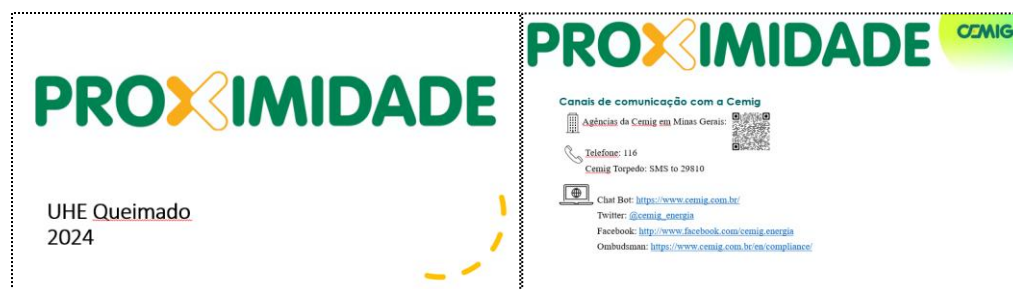 PROXIMIDADE
UHE Queimado
2024
PROXIMIDADE
CEMIG
Canais de comunicação com a Cemig
Agências da Cemig em Minas Gerais:
Telefone: 116
Cemig Torpedo: SMS to 29810
Chat Bot: https://www.cemig.com.br/
Twitter: @cemig_energia
Facebook: http://www.facebook.com/cemig.energia
Ombudsman: https://www.cemig.com.br/en/compliance/